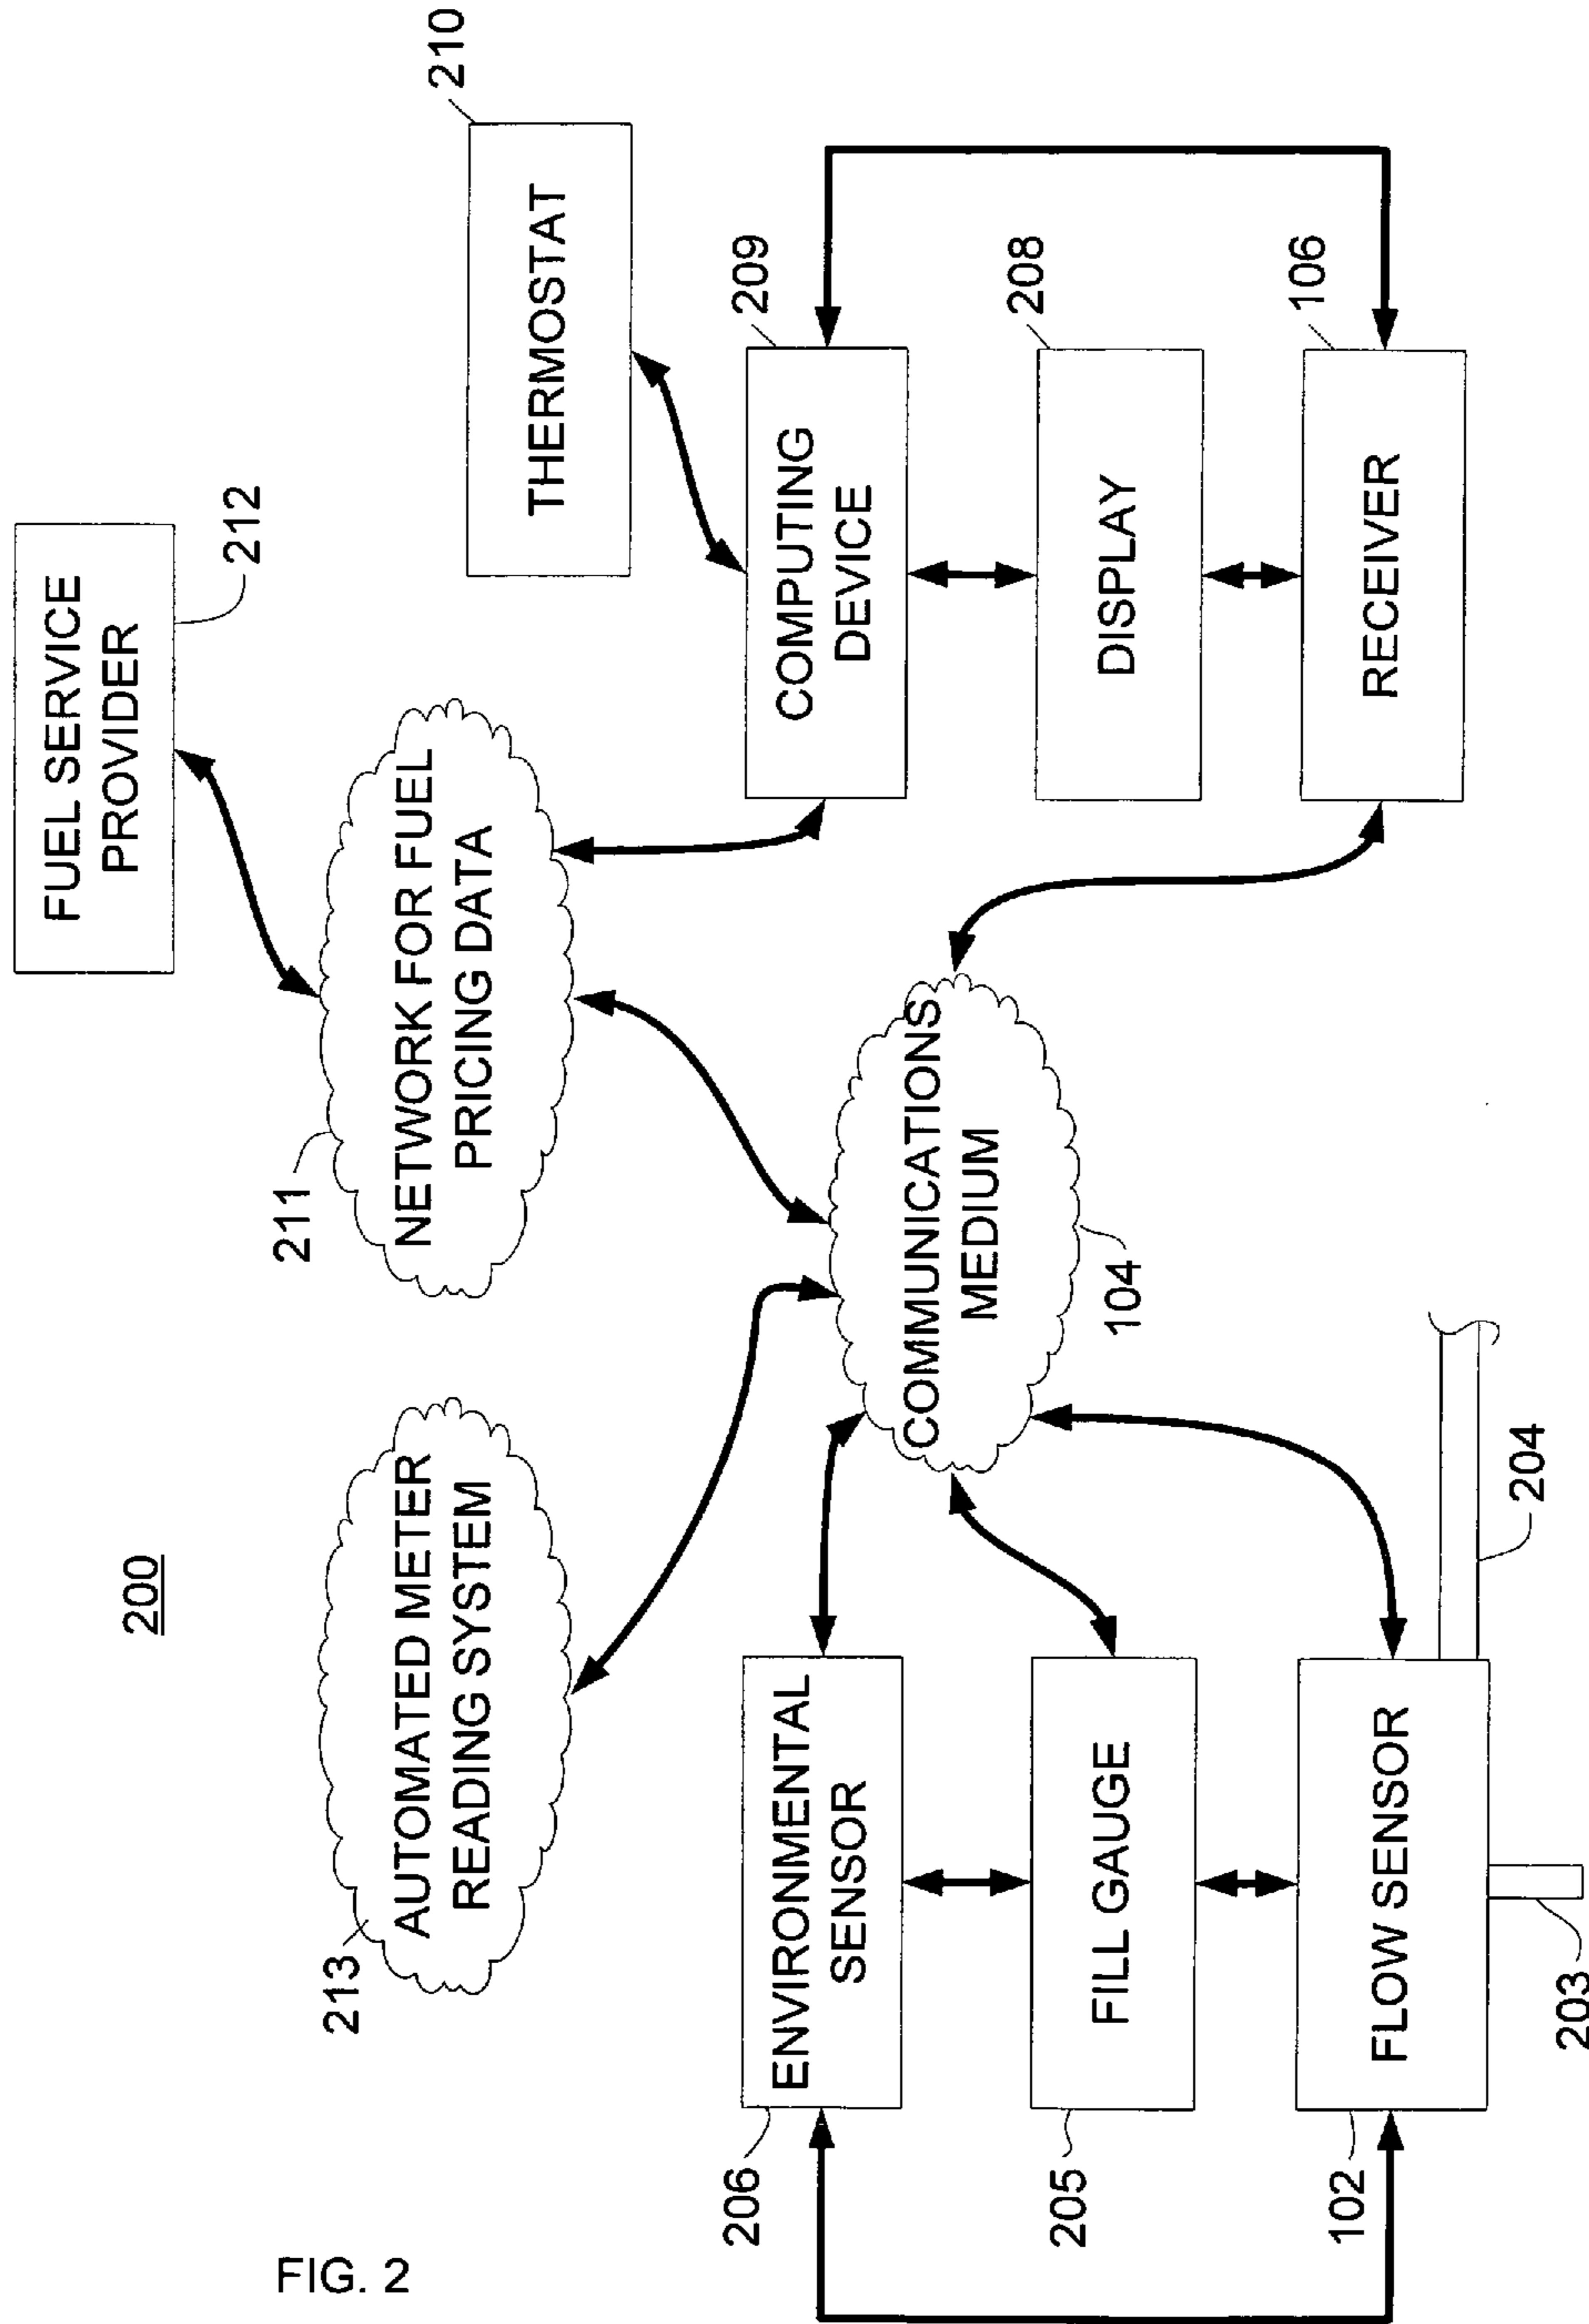 FIG. 2
200
213
AUTOMATED METER
READING SYSTEM
211
NETWORK FOR FUEL
PRICING DATA
FUEL SERVICE
PROVIDER
212
THERMOSTAT
210
206
ENVIRONMENTAL
SENSOR
205
FILL GAUGE
102
FLOW SENSOR
203
204
COMMUNICATIONS
MEDIUM
104
COMPUTING
DEVICE
209
DISPLAY
208
RECEIVER
106